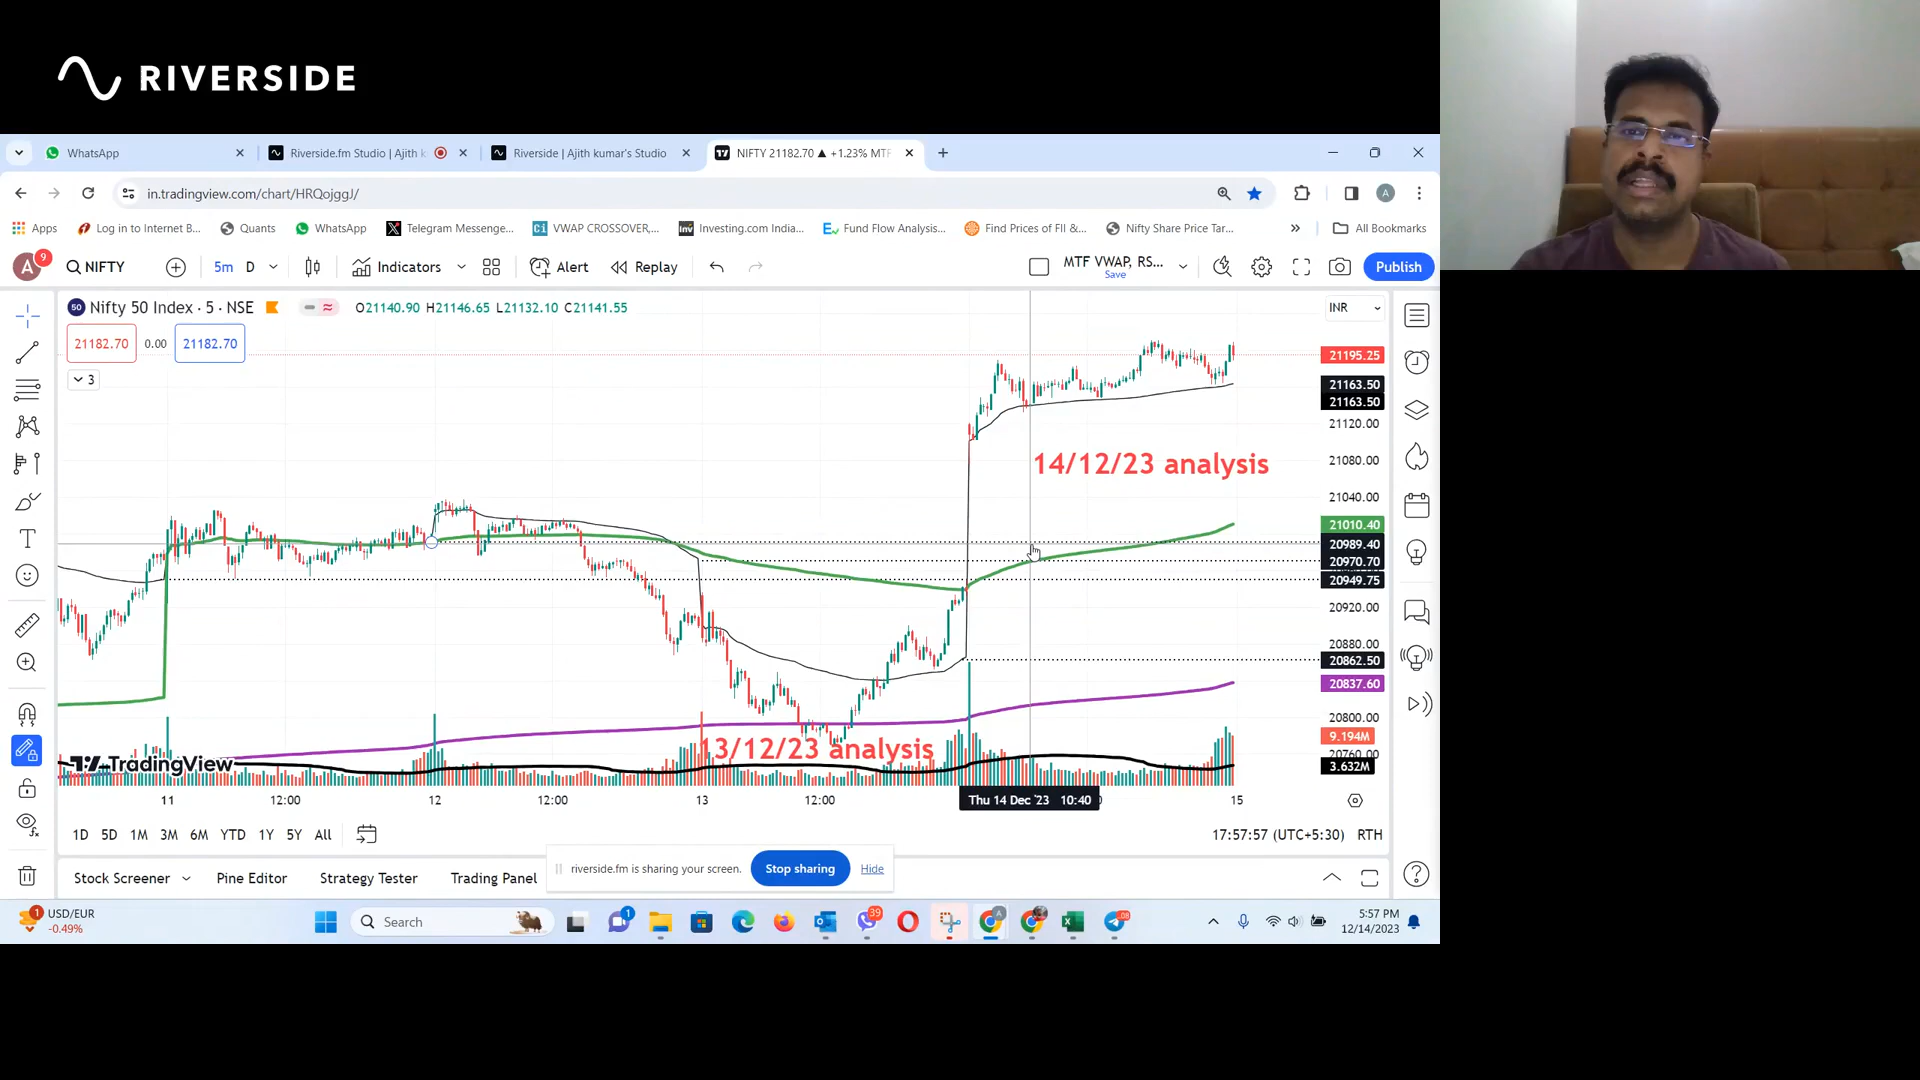 RIVERSIDE
WhatsApp
Riverside.fm Studio | Ajith k
Riverside | Ajith kumar's Studio
NIFTY 21182.70 ▲ +1.23% MTF
in.tradingview.com/chart/HRQojggJ/
Apps
Log in to Internet B...
Quants
WhatsApp
Telegram Messenge...
VWAP CROSSOVER,...
Investing.com India...
Fund Flow Analysis...
Find Prices of FII &...
Nifty Share Price Tar...
All Bookmarks
A 9
NIFTY
5m D
Indicators
Alert
Replay
MTF VWAP, RS...
Save
Publish
50 Nifty 50 Index · 5 · NSE
O21140.90 H21146.65 L21132.10 C21141.55
INR
21182.70 0.00 21182.70
3
21195.25
21163.50
21163.50
21120.00
21080.00
21040.00
21010.40
20989.40
20970.70
20949.75
20920.00
20880.00
20862.50
20837.60
20800.00
9.194M
20760.00
3.632M
14/12/23 analysis
13/12/23 analysis
TradingView
11 12:00 12 12:00 13 12:00 Thu 14 Dec '23 10:40 15
1D 5D 1M 3M 6M YTD 1Y 5Y All
17:57:57 (UTC+5:30) RTH
Stock Screener Pine Editor Strategy Tester Trading Panel
riverside.fm is sharing your screen. Stop sharing Hide
1 USD/EUR
-0.49%
Search
1
39
5:57 PM
12/14/2023